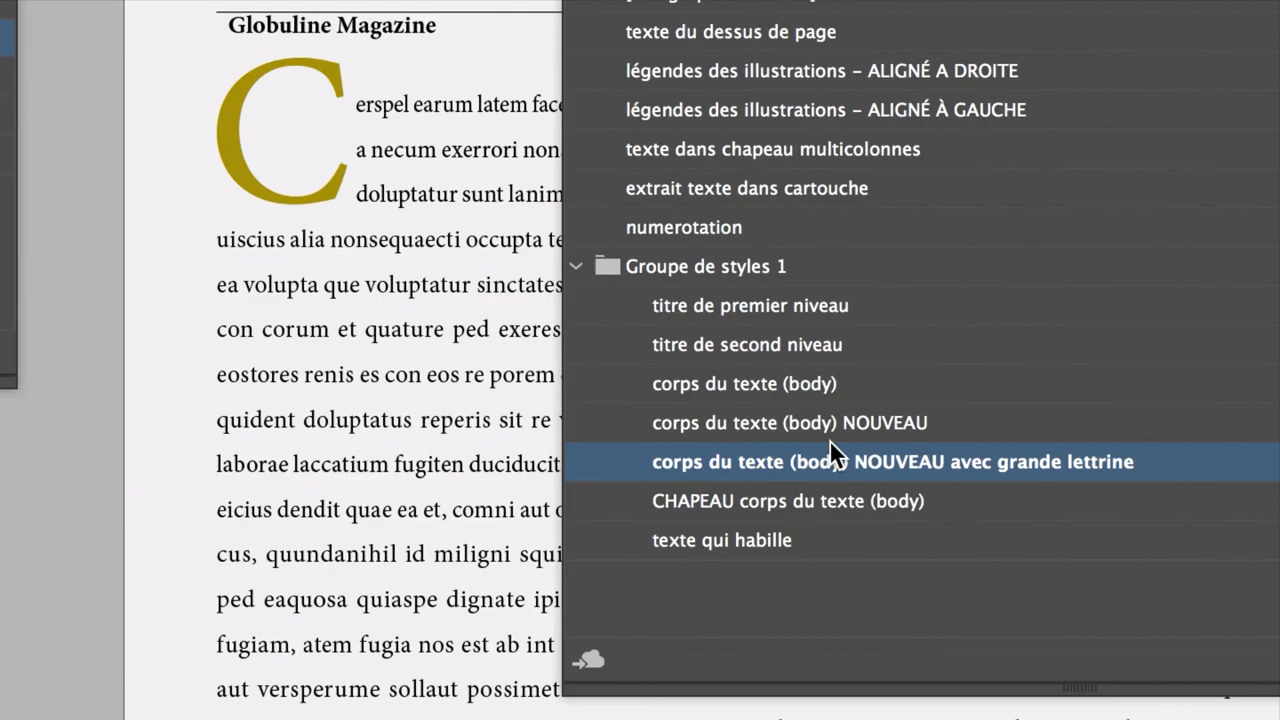 Globuline Magazine
C
erspel earum latem face
a necum exerrori non
doluptatur sunt lanim
uiscius alia nonsequaecti occupta te
ea volupta que voluptatur sinctates
con corum et quature ped exeres
eostores renis es con eos re porem
quident doluptatus reperis sit re
laborae laccatium fugiten duciducit
eicius dendit quae ea et, comni aut
cus, quundanihil id miligni squi
ped eaquosa quiaspe dignate ipi
fugiam, atem fugia nos est ab int
aut versperume sollaut possimet
texte du dessus de page
légendes des illustrations – ALIGNÉ A DROITE
légendes des illustrations – ALIGNÉ À GAUCHE
texte dans chapeau multicolonnes
extrait texte dans cartouche
numerotation
Groupe de styles 1
titre de premier niveau
titre de second niveau
corps du texte (body)
corps du texte (body) NOUVEAU
corps du texte (body) NOUVEAU avec grande lettrine
CHAPEAU corps du texte (body)
texte qui habille